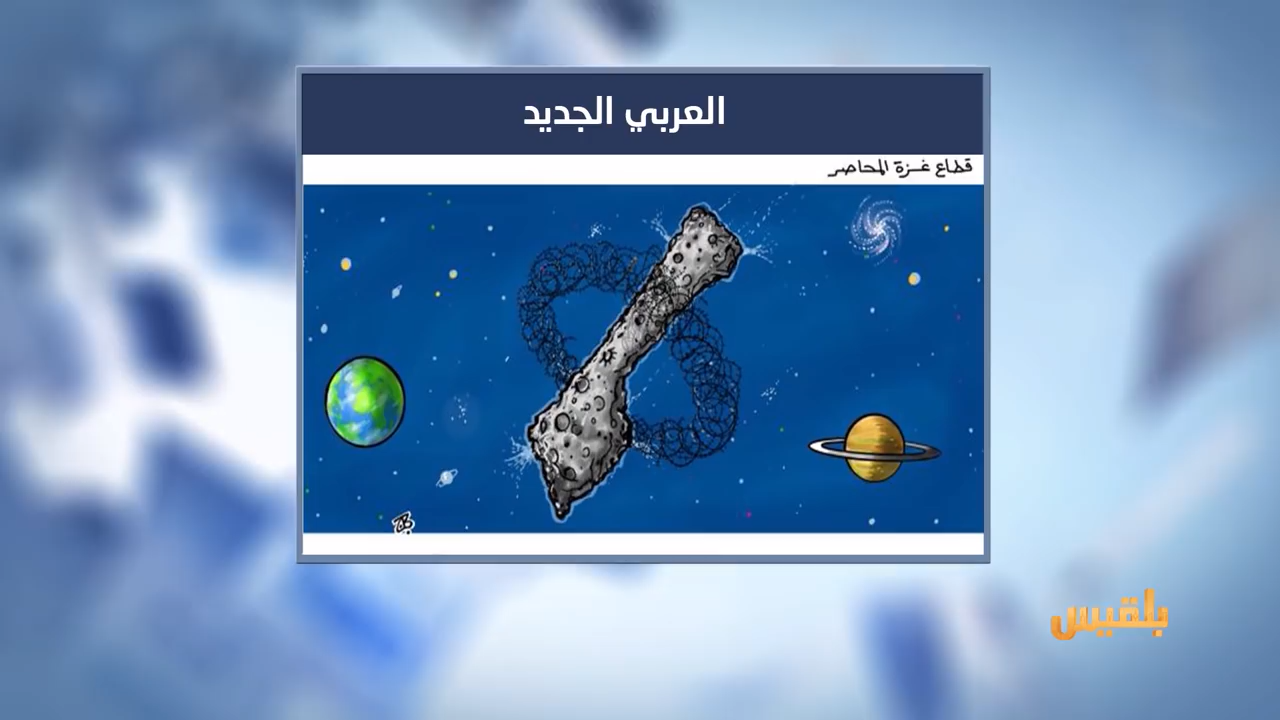 العربي الجديد
قطاع غزة المحاصر
بلقيس